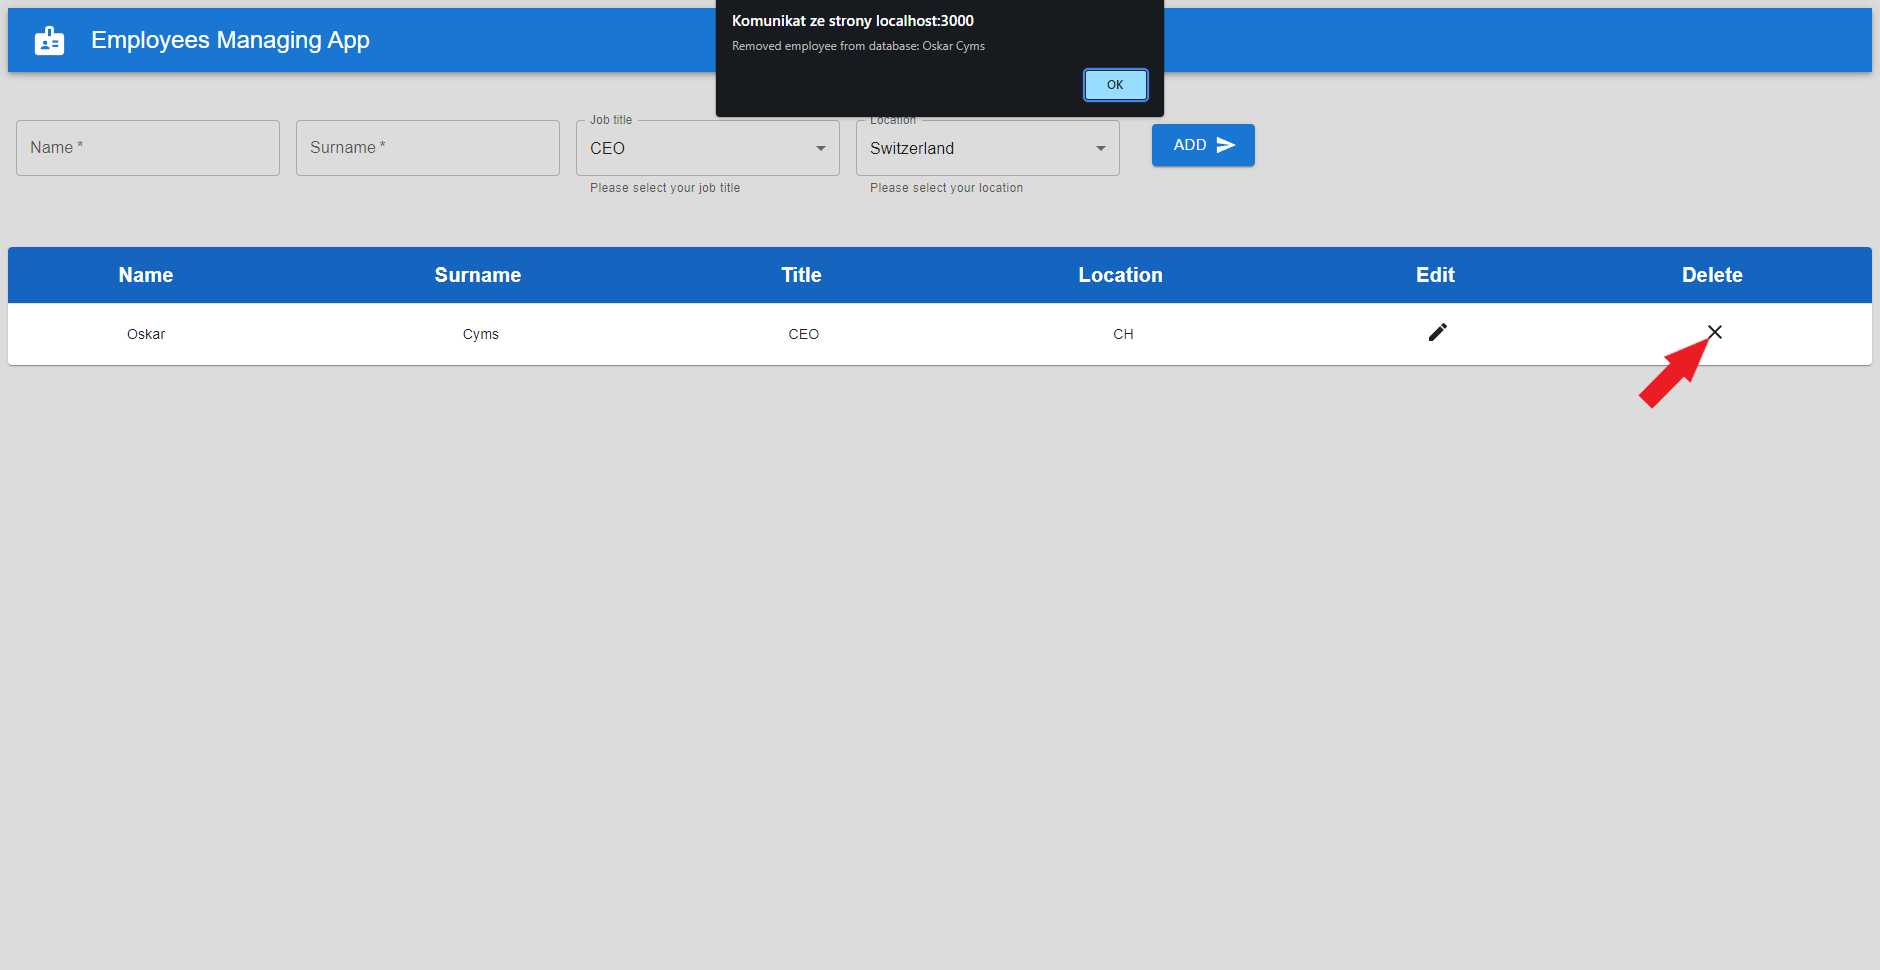 Komunikat ze strony localhost:3000
Removed employee from database: Oskar Cyms
OK
Employees Managing App
Name *
Surname *
Job title
CEO
Please select your job title
Location
Switzerland
Please select your location
ADD
Name Surname Title Location Edit Delete
Oskar Cyms CEO CH